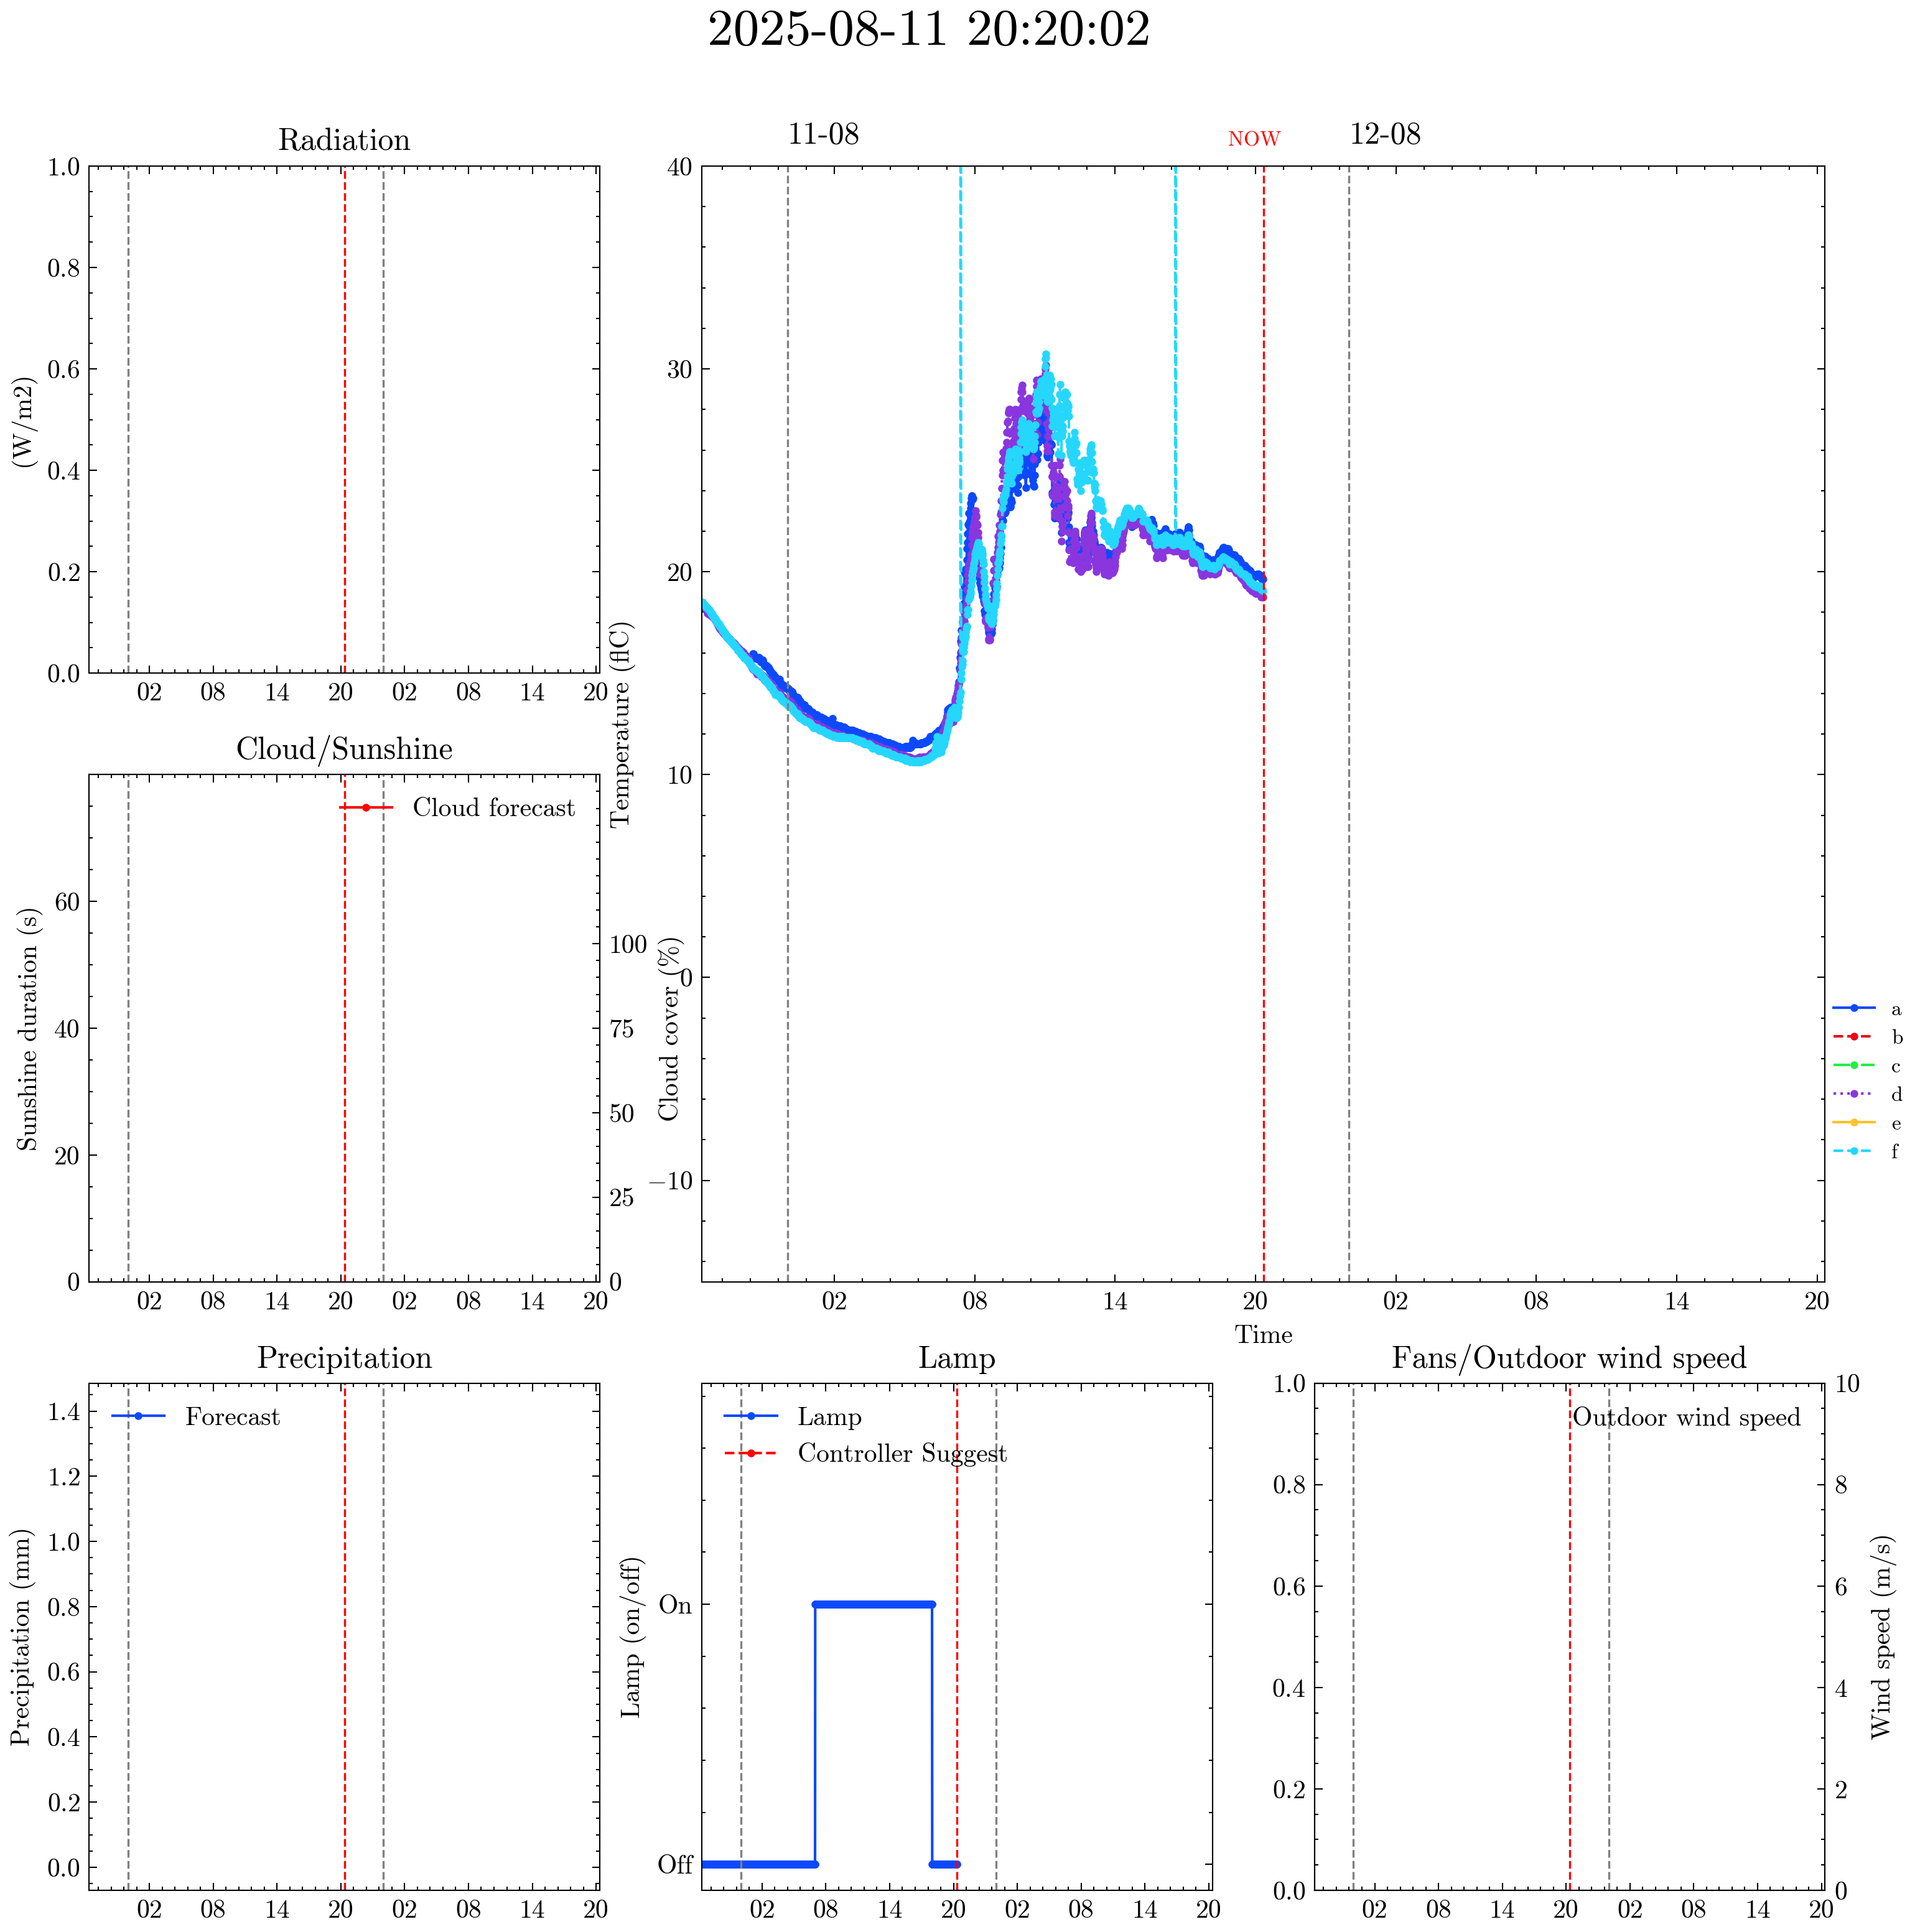 2025-08-11 20:20:02
Radiation
1.0
0.8
0.6
0.4
0.2
0.0
(W/m2)
02 08 14 20 02 08 14 20
11-08
NOW
12-08
40
30
20
10
0
−10
Temperature (flC)
02 08 14 20 02 08 14 20
Time
a
b
c
d
e
f
Cloud/Sunshine
Cloud forecast
60
40
20
0
Sunshine duration (s)
100
75
50
25
0
Cloud cover (%)
02 08 14 20 02 08 14 20
Precipitation
Forecast
1.4
1.2
1.0
0.8
0.6
0.4
0.2
0.0
Precipitation (mm)
02 08 14 20 02 08 14 20
Lamp
Lamp
Controller Suggest
On
Off
Lamp (on/off)
02 08 14 20 02 08 14 20
Fans/Outdoor wind speed
Outdoor wind speed
1.0
0.8
0.6
0.4
0.2
0.0
10
8
6
4
2
0
Wind speed (m/s)
02 08 14 20 02 08 14 20